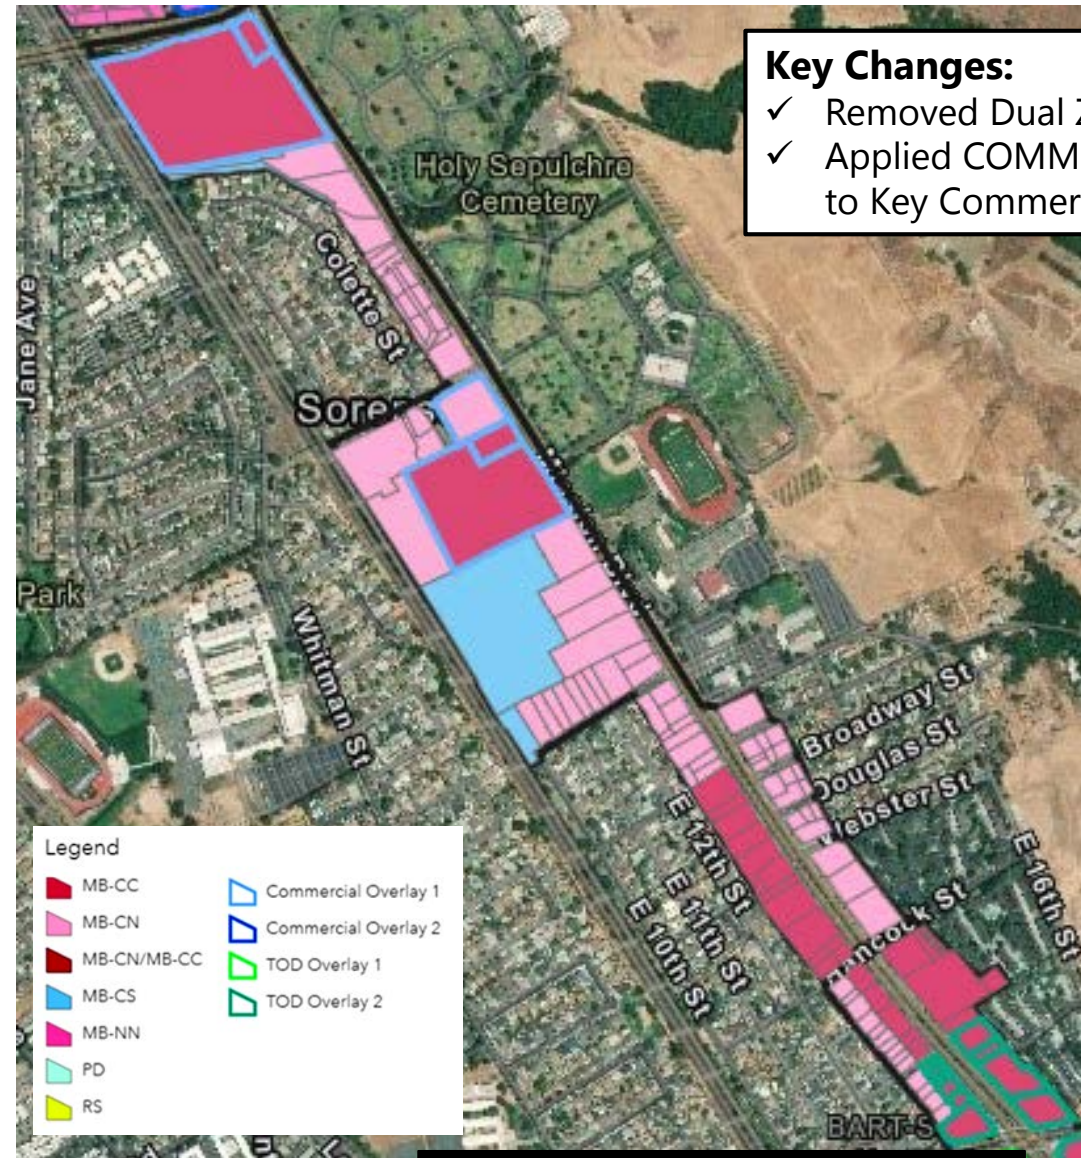 Key Changes:
✓ Removed Dual
✓ Applied COMM
to Key Commer
Holy Sepulchre
Cemetery
Colette St
Jane Ave
Park
Whitman St
Broadway St
Douglas St
Webster St
E 16th St
E 12th St
E 11th St
E 10th St
Hancock St
BART-S
Legend
MB-CC
MB-CN
MB-CN/MB-CC
MB-CS
MB-NN
PD
RS
Commercial Overlay 1
Commercial Overlay 2
TOD Overlay 1
TOD Overlay 2